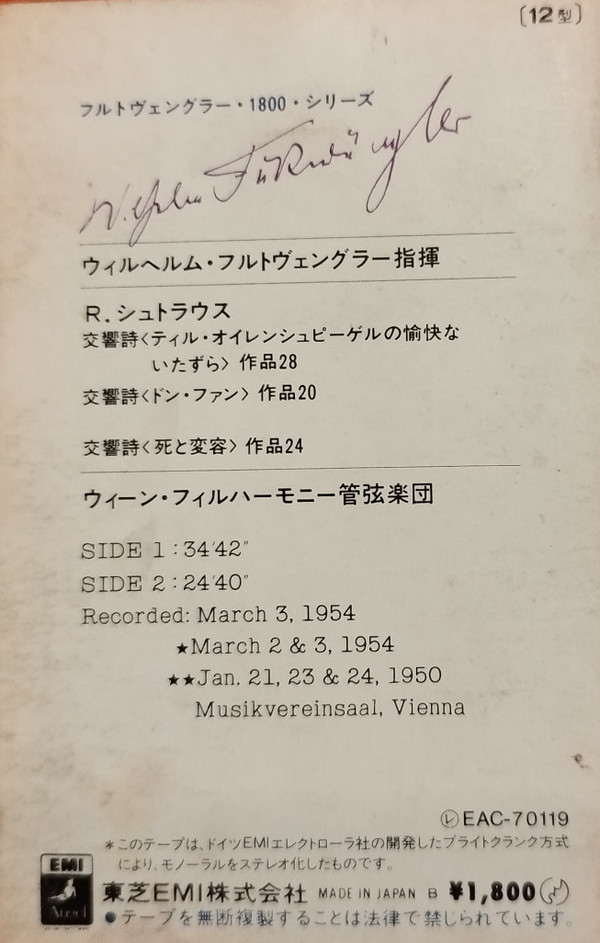 〔12型〕
フルトヴェングラー・1800・シリーズ
ウィルヘルム・フルトヴェングラー指揮
R.シュトラウス
交響詩〈ティル・オイレンシュピーゲルの愉快な
いたずら〉作品28
交響詩〈ドン・ファン〉作品20
交響詩〈死と変容〉作品24
ウィーン・フィルハーモニー管弦楽団
SIDE 1:34′42″
SIDE 2:24′40″
Recorded: March 3, 1954
★March 2 & 3, 1954
★★Jan. 21, 23 & 24, 1950
Musikvereinsaal, Vienna
Ⓛ EAC-70119
*このテープは、ドイツEMIエレクトローラ社の開発したブライトクランク方式
により、モノーラルをステレオ化したものです。
EMI
Angel
東芝EMI株式会社 MADE IN JAPAN B ¥1,800
●テープを無断複製することは法律で禁じられています。